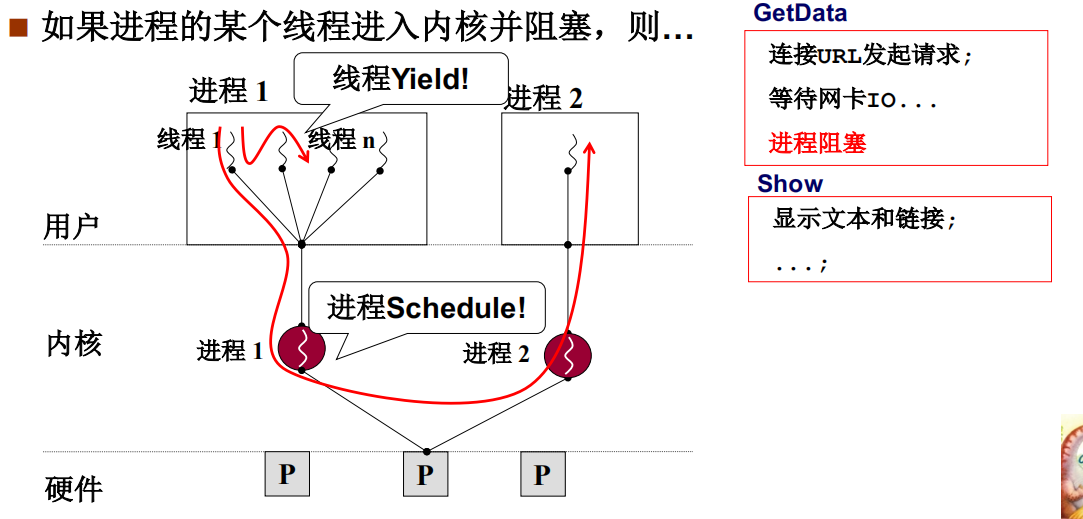 如果进程的某个线程进入内核并阻塞，则…
GetData
连接URL发起请求;
等待网卡IO...
进程阻塞
Show
显示文本和链接;
...;
线程Yield!
进程 1
进程 2
线程 1
线程 n
用户
进程Schedule!
内核
进程 1
进程 2
硬件
P
P
P